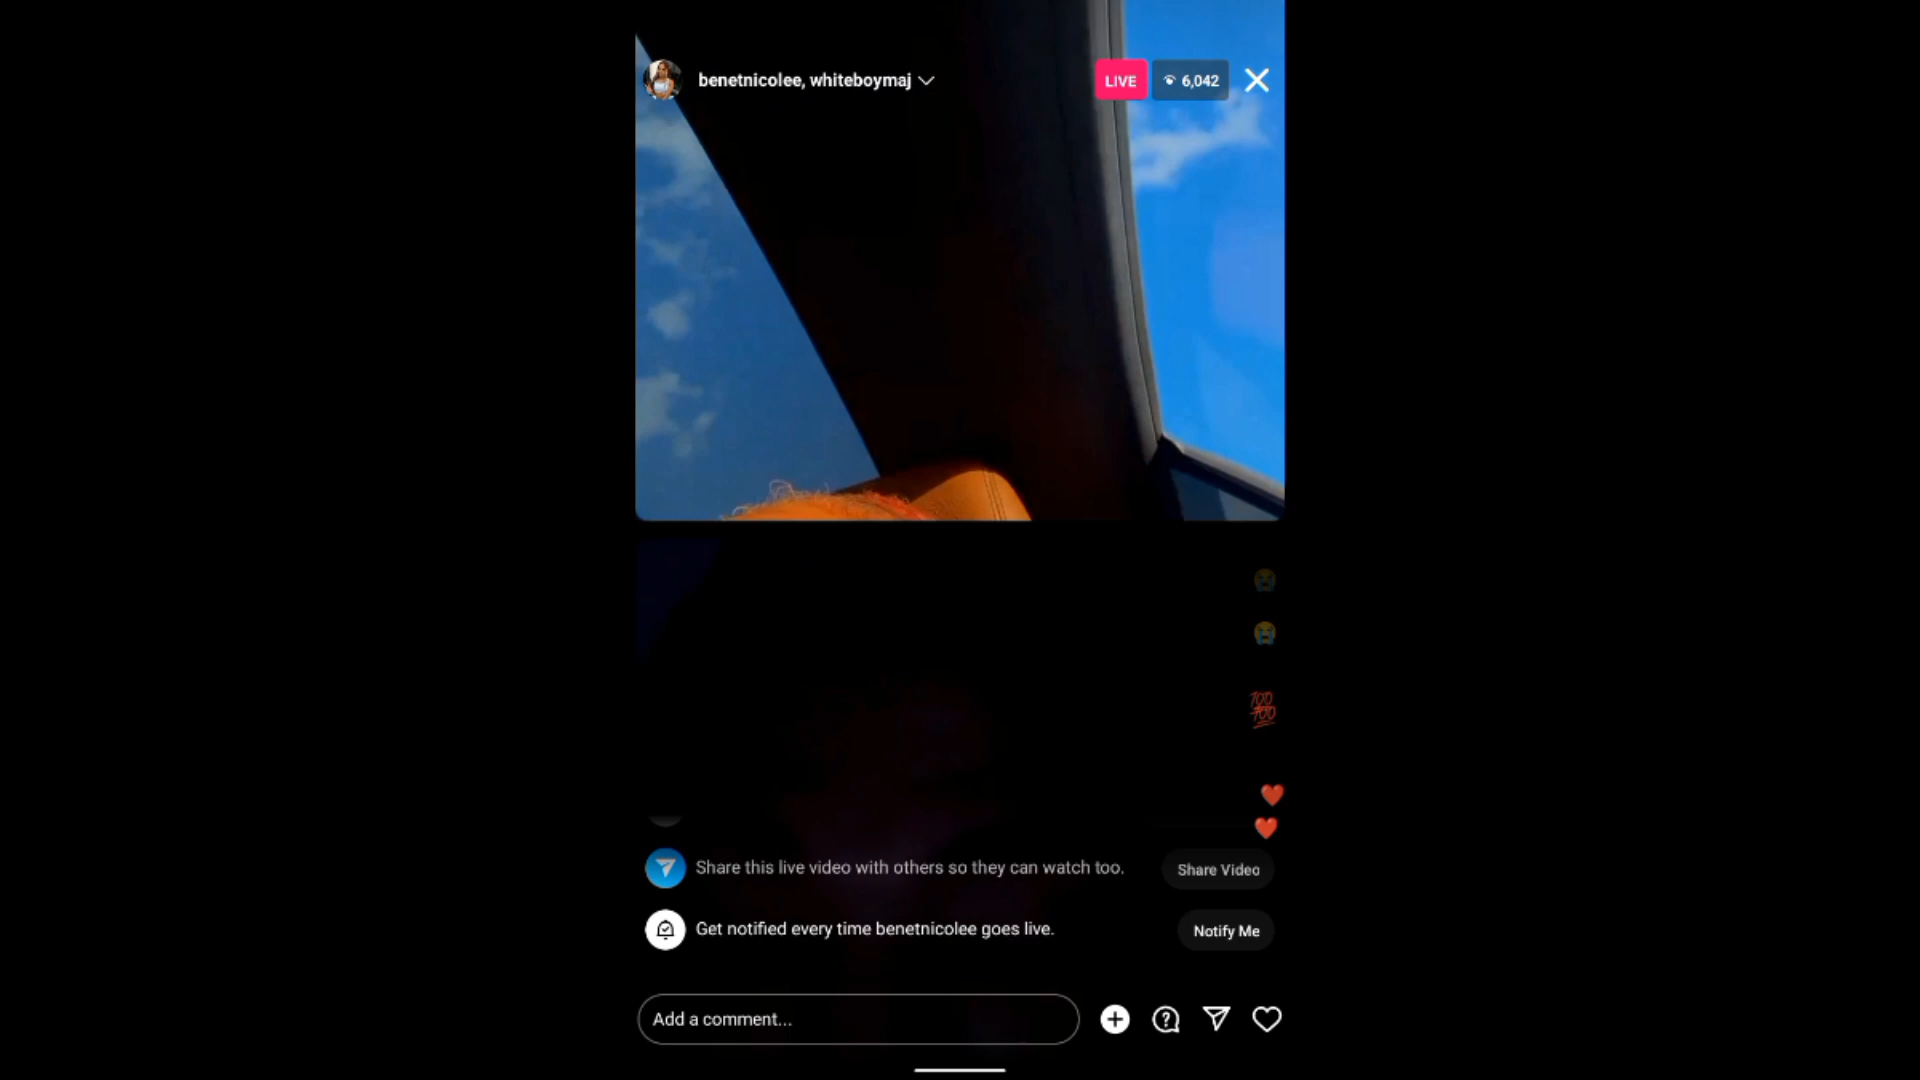 benetnicolee, whiteboymaj
LIVE
6,042
Share this live video with others so they can watch too.
Share Video
Get notified every time benetnicolee goes live.
Notify Me
Add a comment...